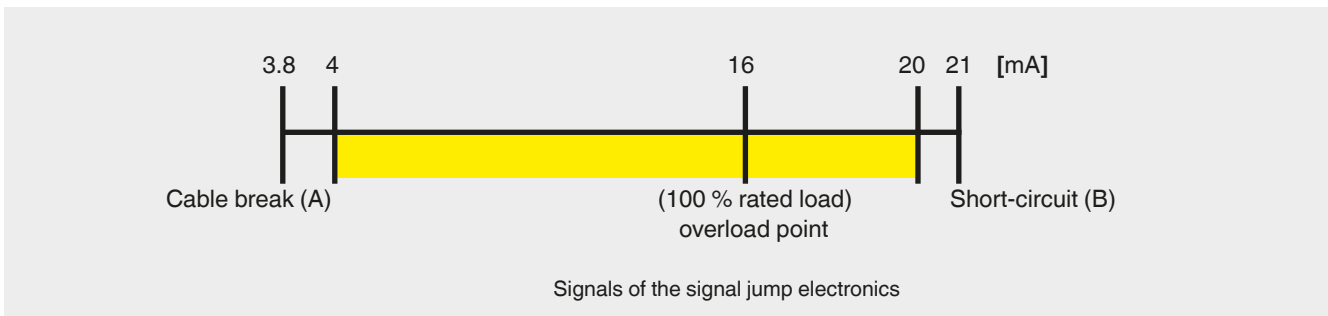 3.8 4 16 20 21 [mA]
Cable break (A) (100 % rated load) Short-circuit (B)
overload point
Signals of the signal jump electronics